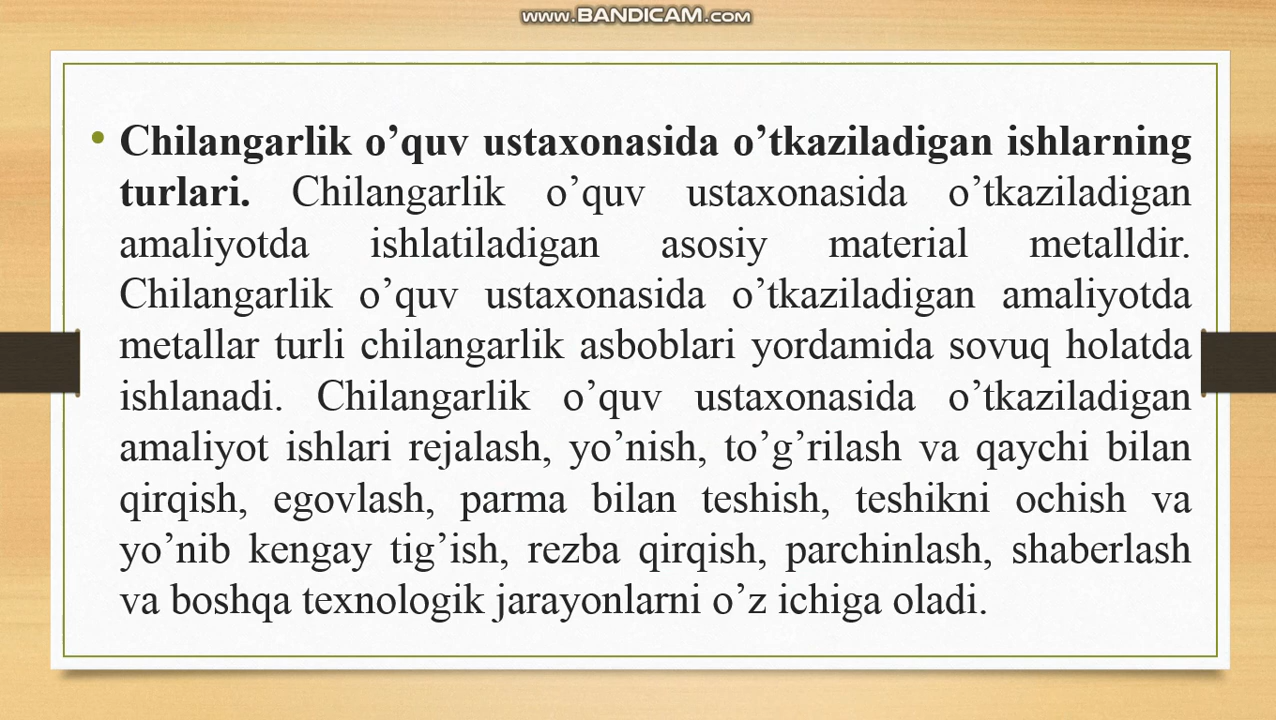 www.BANDICAM.com
• Chilangarlik o’quv ustaxonasida o’tkaziladigan ishlarning
turlari. Chilangarlik o’quv ustaxonasida o’tkaziladigan
amaliyotda ishlatiladigan asosiy material metalldir.
Chilangarlik o’quv ustaxonasida o’tkaziladigan amaliyotda
metallar turli chilangarlik asboblari yordamida sovuq holatda
ishlanadi. Chilangarlik o’quv ustaxonasida o’tkaziladigan
amaliyot ishlari rejalash, yo’nish, to’g’rilash va qaychi bilan
qirqish, egovlash, parma bilan teshish, teshikni ochish va
yo’nib kengay tig’ish, rezba qirqish, parchinlash, shaberlash
va boshqa texnologik jarayonlarni o’z ichiga oladi.